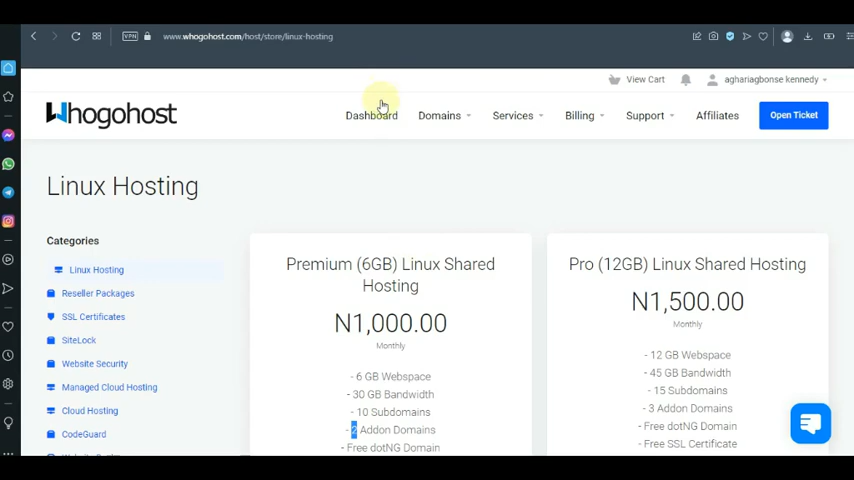 VPN
www.whogohost.com/host/store/linux-hosting
View Cart
aghariagbonse kennedy
Whogohost
Dashboard
Domains
Services
Billing
Support
Affiliates
Open Ticket
Linux Hosting
Categories
Linux Hosting
Reseller Packages
SSL Certificates
SiteLock
Website Security
Managed Cloud Hosting
Cloud Hosting
CodeGuard
Premium (6GB) Linux Shared
Hosting
N1,000.00
Monthly
- 6 GB Webspace
- 30 GB Bandwidth
- 10 Subdomains
- 2 Addon Domains
- Free dotNG Domain
Pro (12GB) Linux Shared Hosting
N1,500.00
Monthly
- 12 GB Webspace
- 45 GB Bandwidth
- 15 Subdomains
- 3 Addon Domains
- Free dotNG Domain
- Free SSL Certificate